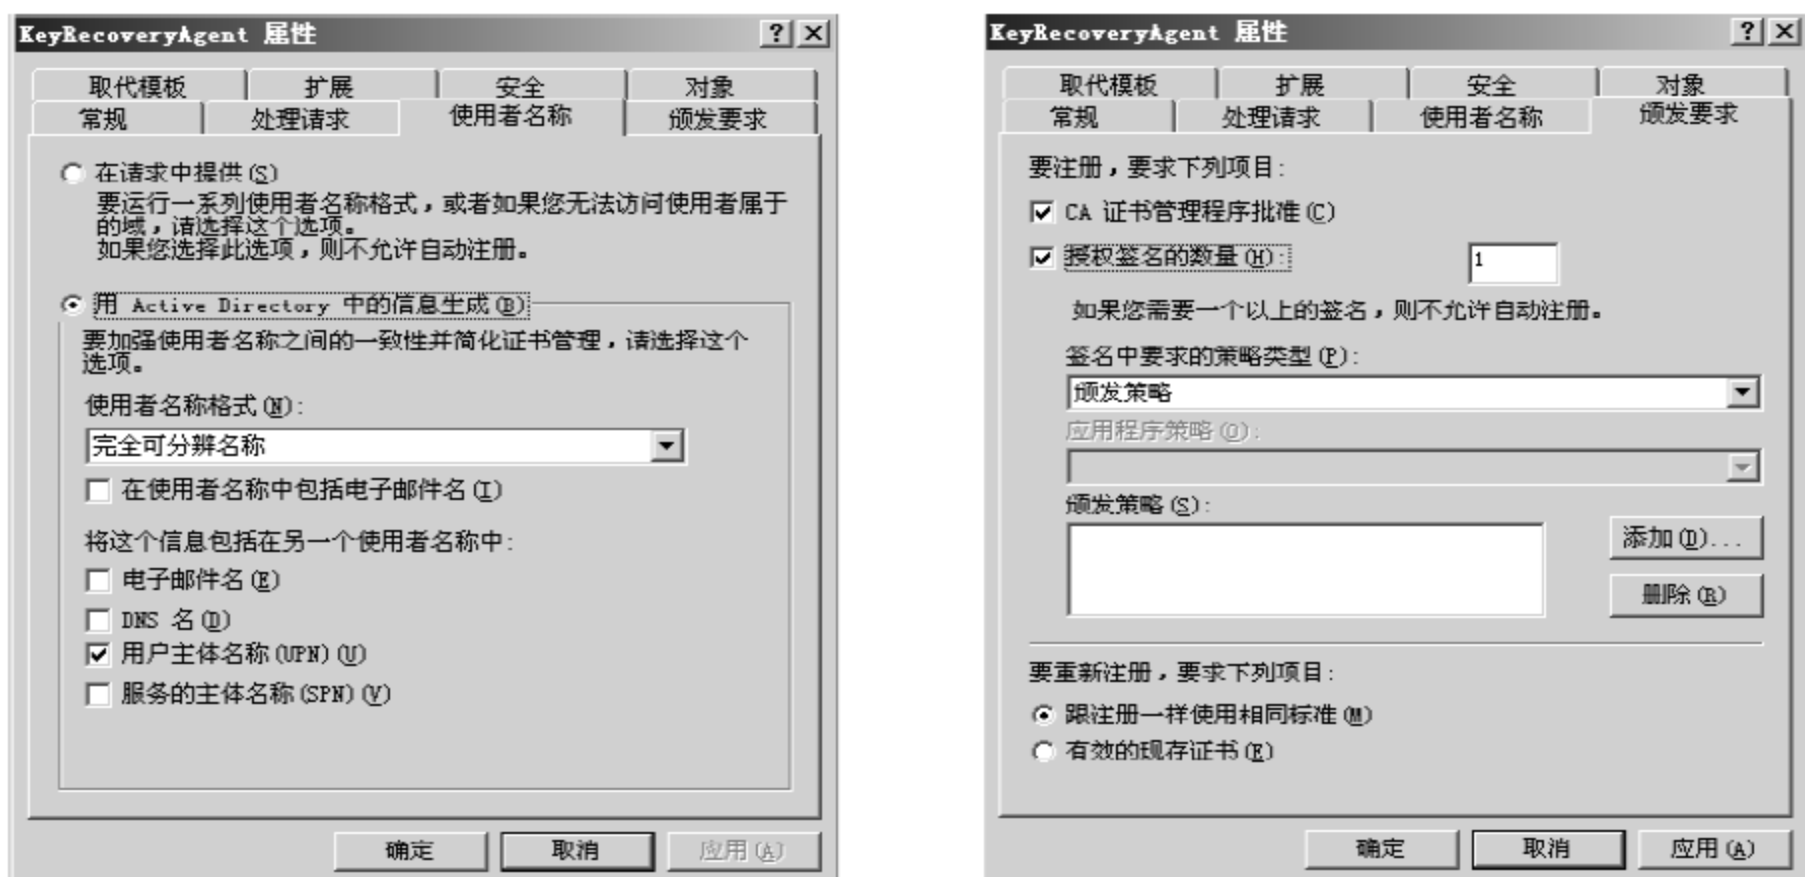 KeyRecoveryAgent 属性
取代模板 扩展 安全 对象
常规 处理请求 使用者名称 颁发要求
在请求中提供(S)
要运行一系列使用者名称格式，或者如果您无法访问使用者属于
的域，请选择这个选项。
如果您选择此选项，则不允许自动注册。
用 Active Directory 中的信息生成(B)
要加强使用者名称之间的一致性并简化证书管理，请选择这个
选项。
使用者名称格式(N):
完全可分辨名称
在使用者名称中包括电子邮件名(I)
将这个信息包括在另一个使用者名称中:
电子邮件名(E)
DNS 名(D)
用户主体名称(UPN)(U)
服务的主体名称(SPN)(V)
确定 取消 应用(A)
KeyRecoveryAgent 属性
取代模板 扩展 安全 对象
常规 处理请求 使用者名称 颁发要求
要注册，要求下列项目:
CA 证书管理程序批准(C)
授权签名的数量(H): 1
如果您需要一个以上的签名，则不允许自动注册。
签名中要求的策略类型(P):
颁发策略
应用程序策略(O):
颁发策略(S):
添加(D)...
删除(R)
要重新注册，要求下列项目:
跟注册一样使用相同标准(M)
有效的现存证书(E)
确定 取消 应用(A)